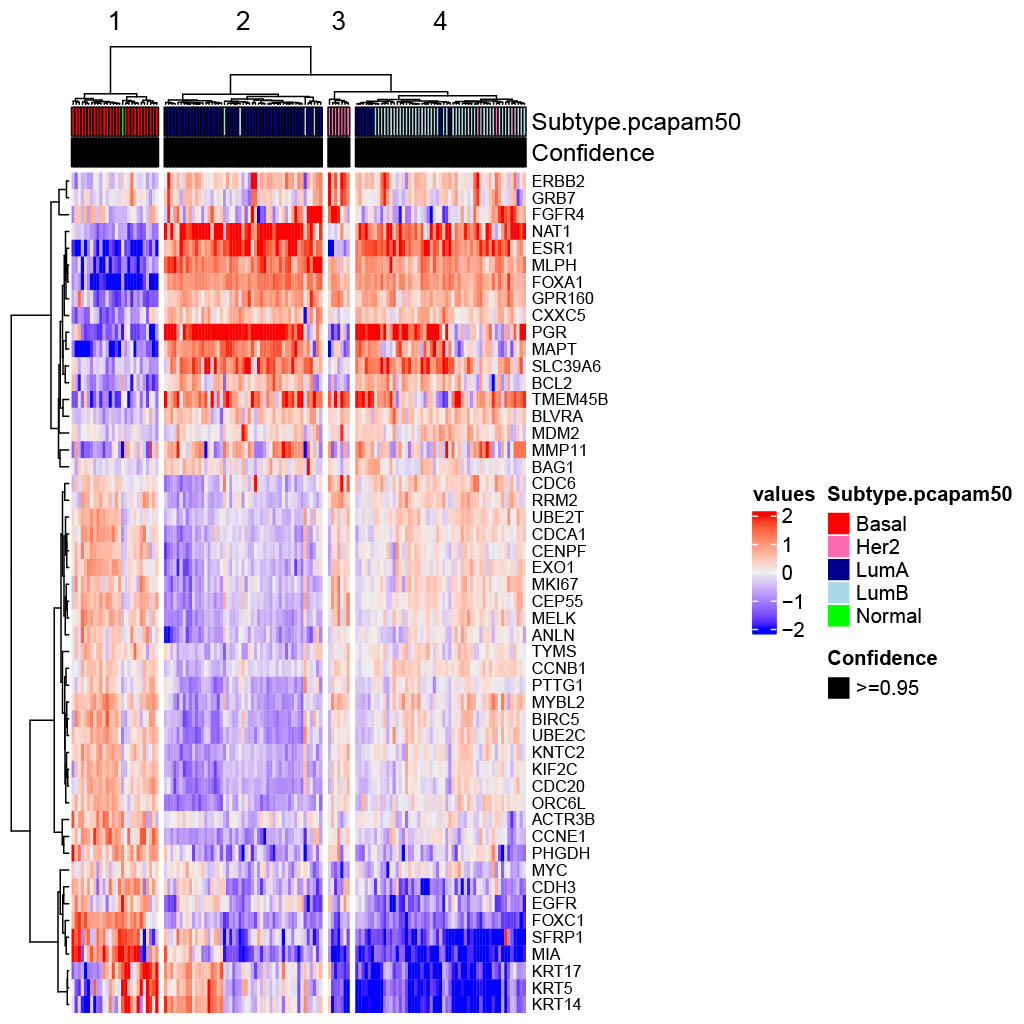 1 2 3 4
Subtype.pcapam50
Confidence
ERBB2
GRB7
FGFR4
NAT1
ESR1
MLPH
FOXA1
GPR160
CXXC5
PGR
MAPT
SLC39A6
BCL2
TMEM45B
BLVRA
MDM2
MMP11
BAG1
CDC6
RRM2
UBE2T
CDCA1
CENPF
EXO1
MKI67
CEP55
MELK
ANLN
TYMS
CCNB1
PTTG1
MYBL2
BIRC5
UBE2C
KNTC2
KIF2C
CDC20
ORC6L
ACTR3B
CCNE1
PHGDH
MYC
CDH3
EGFR
FOXC1
SFRP1
MIA
KRT17
KRT5
KRT14
values
2
1
0
−1
−2
Subtype.pcapam50
Basal
Her2
LumA
LumB
Normal
Confidence
>=0.95